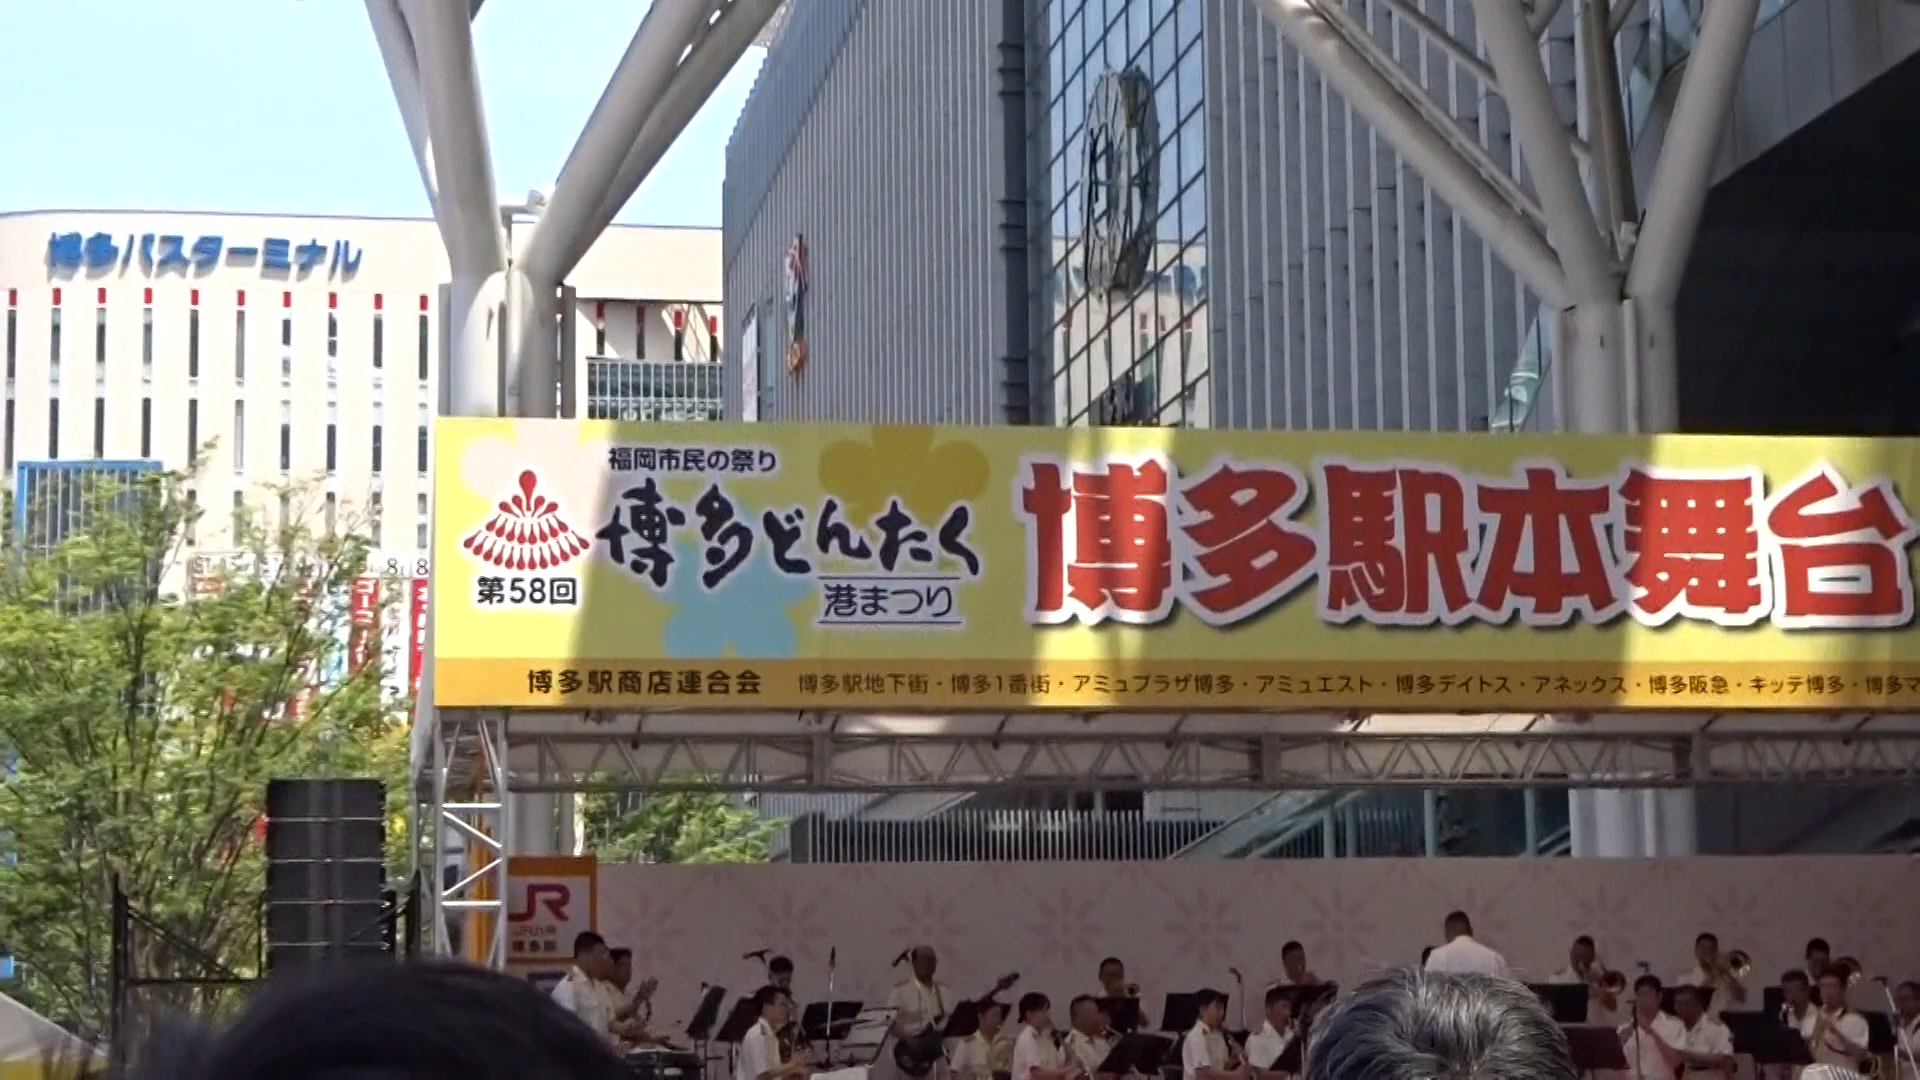 博多バスターミナル
福岡市民の祭り
博多どんたく
港まつり
第58回
博多駅本舞台
博多駅商店連合会 博多駅地下街・博多1番街・アミュプラザ博多・アミュエスト・博多デイトス・アネックス・博多阪急・キッテ博多・博多マ
JR
JR九州
博多駅